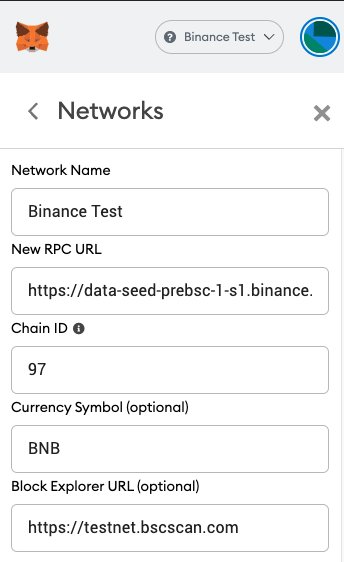 Binance Test
Networks
Network Name
Binance Test
New RPC URL
https://data-seed-prebsc-1-s1.binance.
Chain ID
97
Currency Symbol (optional)
BNB
Block Explorer URL (optional)
https://testnet.bscscan.com